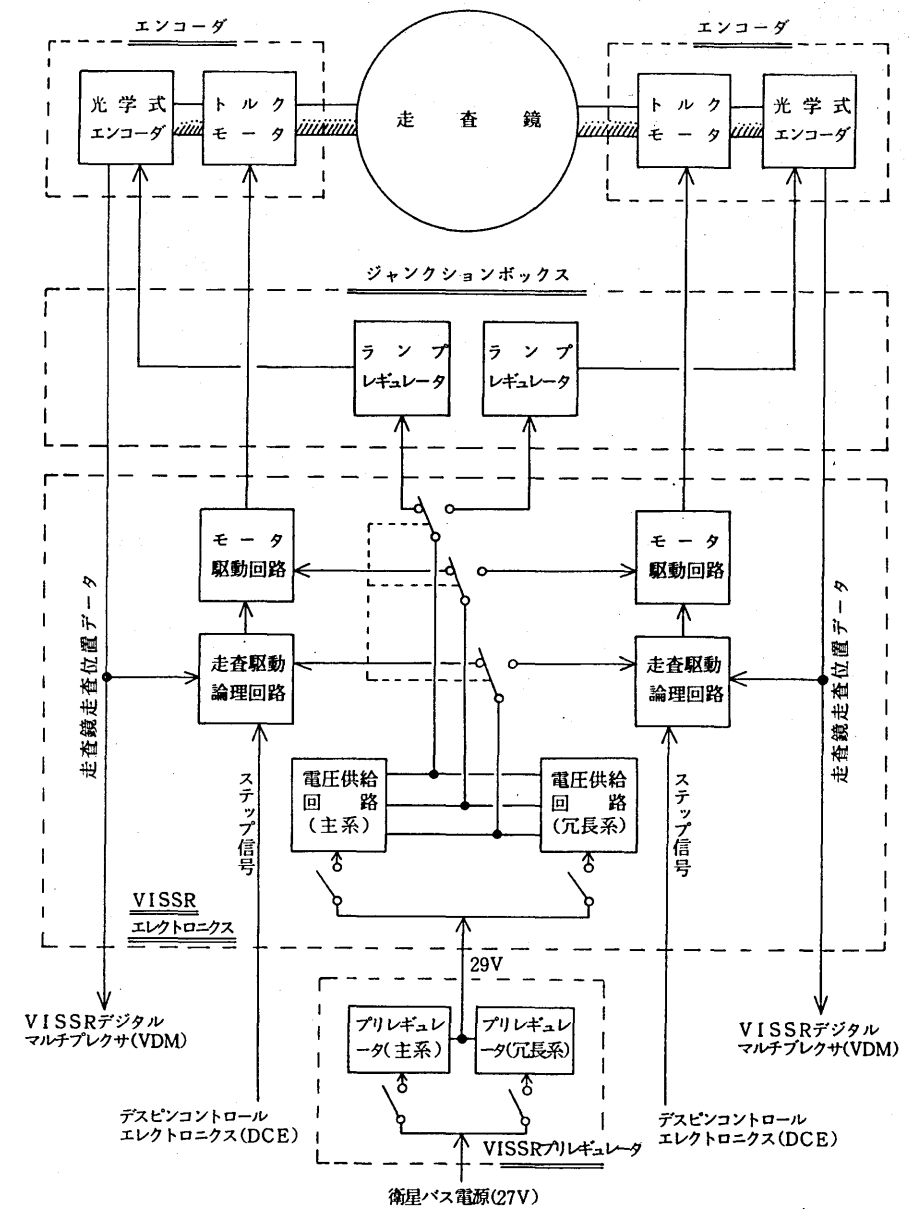 エンコーダ
エンコーダ
光学式
エンコーダ
トルク
モータ
走査鏡
トルク
モータ
光学式
エンコーダ
ジャンクションボックス
ランプ
レギュレータ
ランプ
レギュレータ
モータ
駆動回路
モータ
駆動回路
走査鏡走査位置データ
走査駆動
論理回路
走査駆動
論理回路
走査鏡走査位置データ
ステップ信号
電圧供給
回路
(主系)
電圧供給
回路
(冗長系)
ステップ信号
VISSR
エレクトロニクス
29V
VISSRデジタル
マルチプレクサ(VDM)
プリレギュレ
ータ(主系)
プリレギュレ
ータ(冗長系)
VISSRデジタル
マルチプレクサ(VDM)
デスピンコントロール
エレクトロニクス(DCE)
デスピンコントロール
エレクトロニクス(DCE)
VISSRプリレギュレータ
衛星バス電源(27V)